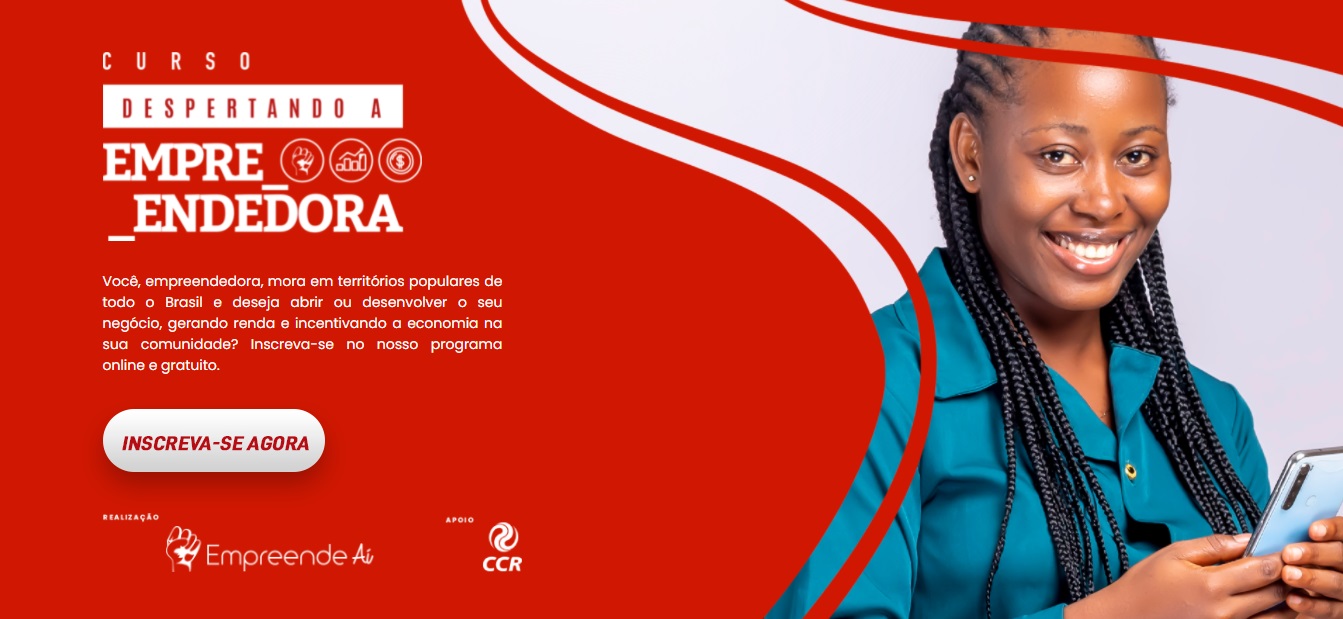 CURSO
DESPERTANDO A
EMPRE_
_ENDEDORA
Você, empreendedora, mora em territórios populares de
todo o Brasil e deseja abrir ou desenvolver o seu
negócio, gerando renda e incentivando a economia na
sua comunidade? Inscreva-se no nosso programa
online e gratuito.
INSCREVA-SE AGORA
REALIZAÇÃO
Empreende Aí
APOIO
CCR